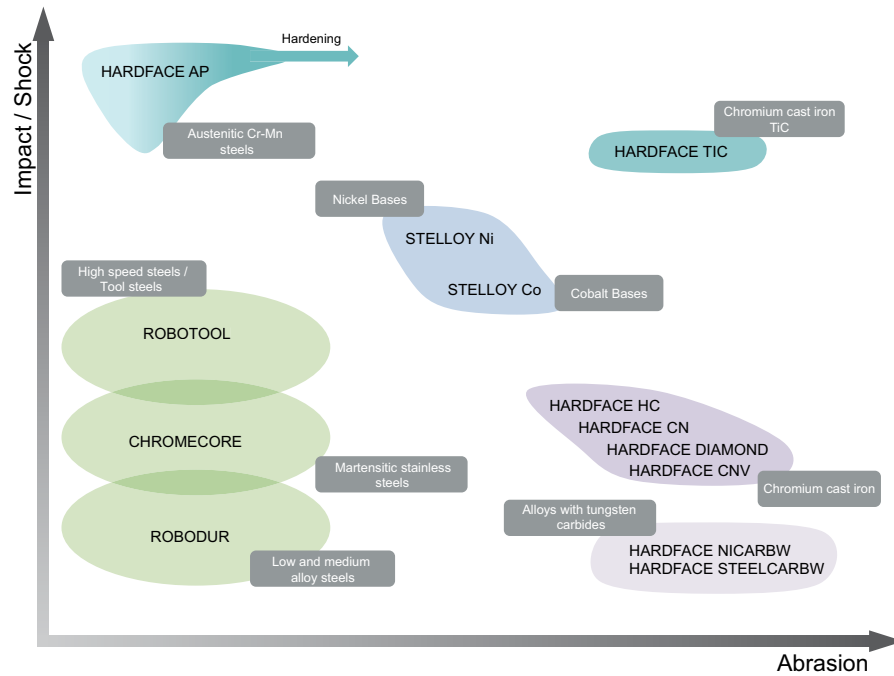 Impact / Shock
Hardening
HARDFACE AP
Austenitic Cr-Mn
steels
Chromium cast iron
TiC
HARDFACE TIC
Nickel Bases
STELLOY Ni
STELLOY Co
Cobalt Bases
High speed steels /
Tool steels
ROBOTOOL
CHROMECORE
Martensitic stainless
steels
ROBODUR
Low and medium
alloy steels
HARDFACE HC
HARDFACE CN
HARDFACE DIAMOND
HARDFACE CNV
Chromium cast iron
Alloys with tungsten
carbides
HARDFACE NICARBW
HARDFACE STEELCARBW
Abrasion